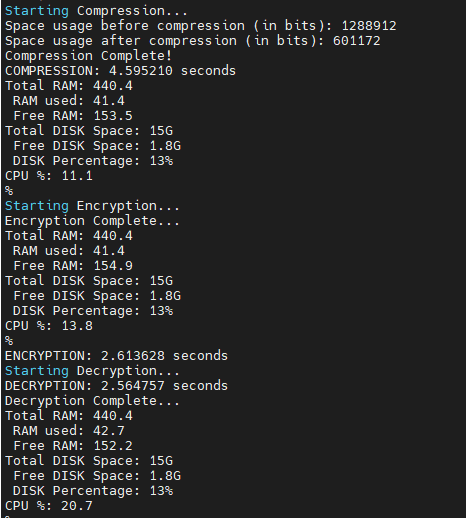 Starting Compression...
Space usage before compression (in bits): 1288912
Space usage after compression (in bits): 601172
Compression Complete!
COMPRESSION: 4.595210 seconds
Total RAM: 440.4
 RAM used: 41.4
 Free RAM: 153.5
Total DISK Space: 15G
 Free DISK Space: 1.8G
 DISK Percentage: 13%
CPU %: 11.1
%
Starting Encryption...
Encryption Complete...
Total RAM: 440.4
 RAM used: 41.4
 Free RAM: 154.9
Total DISK Space: 15G
 Free DISK Space: 1.8G
 DISK Percentage: 13%
CPU %: 13.8
%
ENCRYPTION: 2.613628 seconds
Starting Decryption...
DECRYPTION: 2.564757 seconds
Decryption Complete...
Total RAM: 440.4
 RAM used: 42.7
 Free RAM: 152.2
Total DISK Space: 15G
 Free DISK Space: 1.8G
 DISK Percentage: 13%
CPU %: 20.7